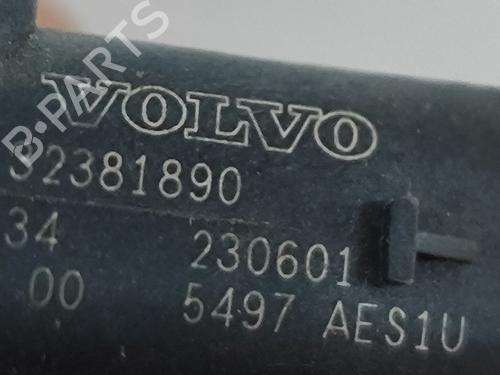 B-PARTS
VOLVO
32381890
34 230601
00 5497 AES1U